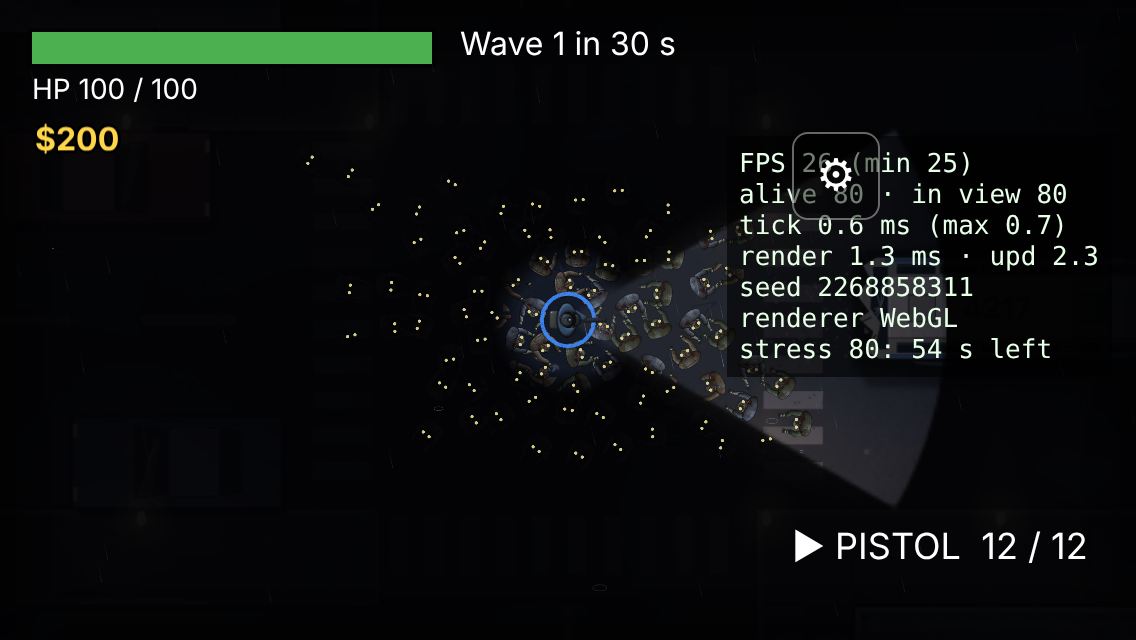 Wave 1 in 30 s
HP 100 / 100
$200
FPS 26 (min 25)
alive 80 · in view 80
tick 0.6 ms (max 0.7)
render 1.3 ms · upd 2.3
seed 2268858311
renderer WebGL
stress 80: 54 s left
PISTOL 12 / 12